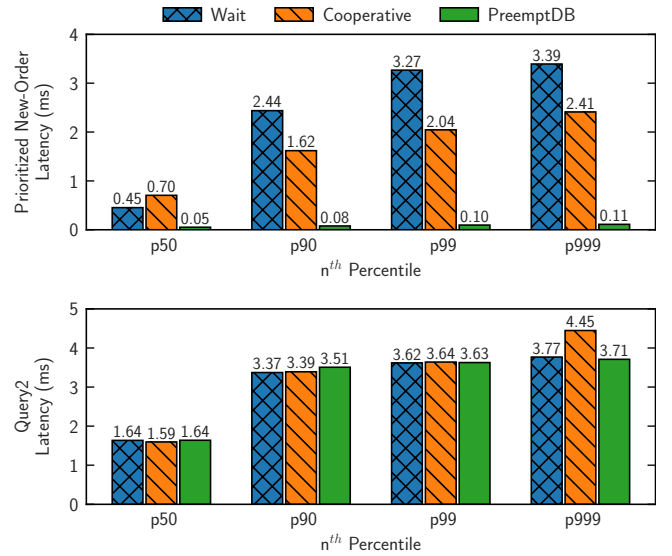 Wait Cooperative PreemptDB
Prioritized New-Order
Latency (ms)
4
3
2
1
0
0.45 0.70 0.05
2.44 1.62 0.08
3.27 2.04 0.10
3.39 2.41 0.11
p50 p90 p99 p999
n^th Percentile
Query2
Latency (ms)
5
4
3
2
1
0
1.64 1.59 1.64
3.37 3.39 3.51
3.62 3.64 3.63
3.77 4.45 3.71
p50 p90 p99 p999
n^th Percentile